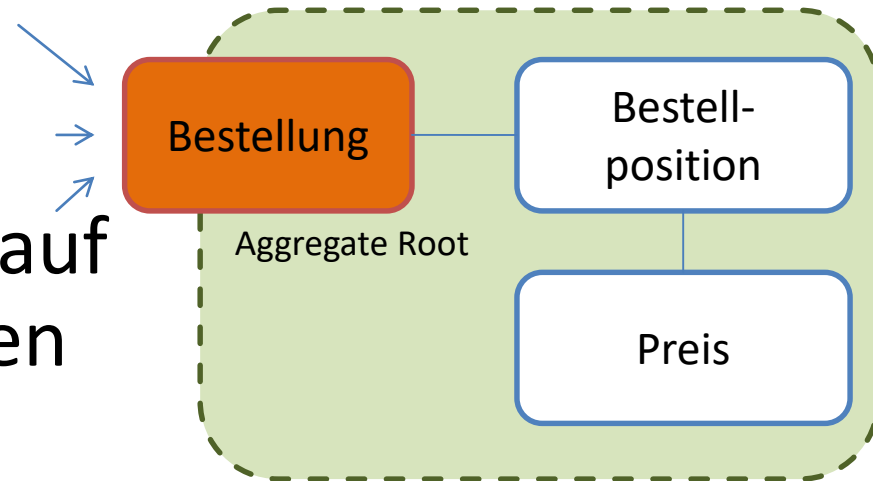 Bestellung
Bestell-
position
auf
Aggregate Root
en
Preis